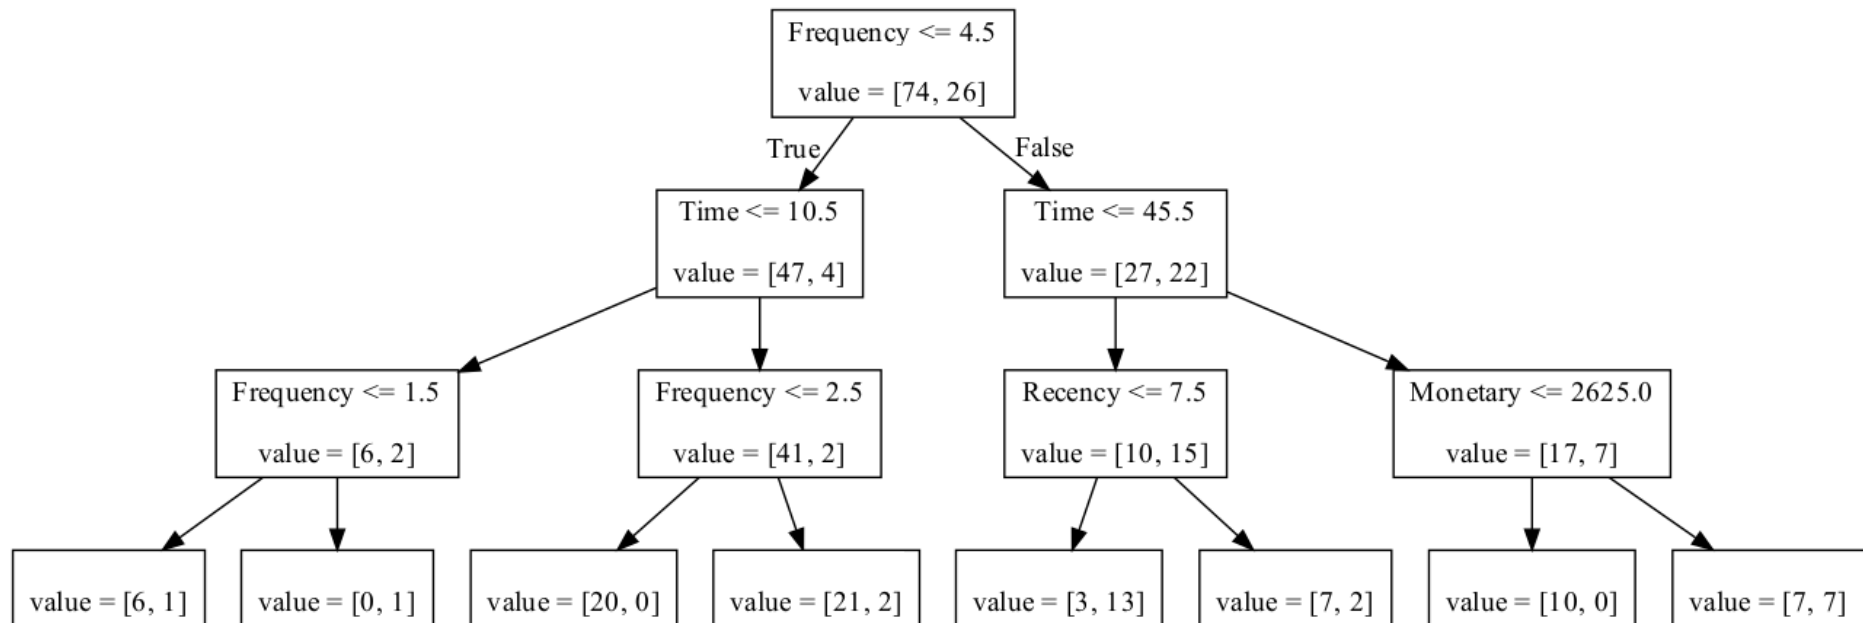 Frequency <= 4.5
value = [74, 26]
True
False
Time <= 10.5
value = [47, 4]
Time <= 45.5
value = [27, 22]
Frequency <= 1.5
value = [6, 2]
Frequency <= 2.5
value = [41, 2]
Recency <= 7.5
value = [10, 15]
Monetary <= 2625.0
value = [17, 7]
value = [6, 1]
value = [0, 1]
value = [20, 0]
value = [21, 2]
value = [3, 13]
value = [7, 2]
value = [10, 0]
value = [7, 7]